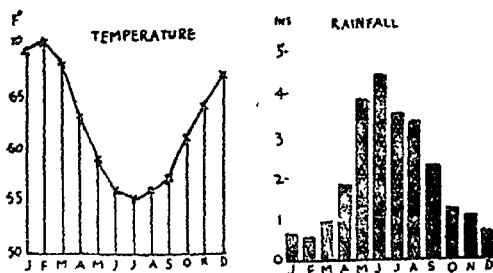 F°
TEMPERATURE
70
65
60
55
50
J F M A M J J A S O N D
INS
RAINFALL
5
4
3
2
1
0
J F M A M J J A S O N D